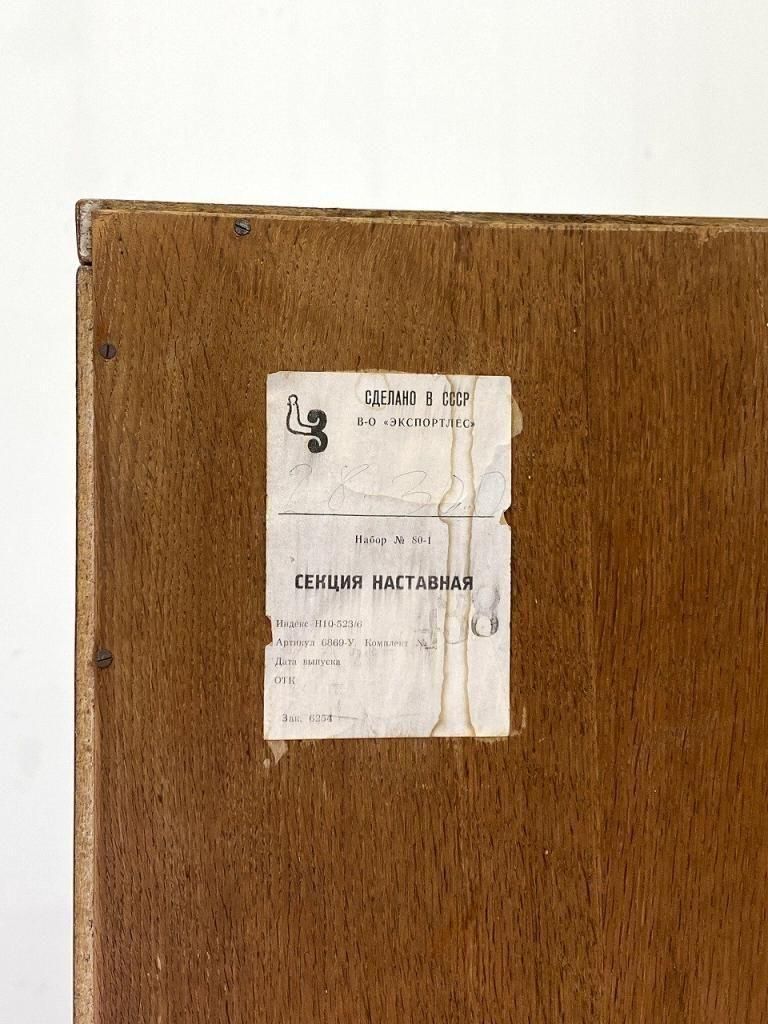 СДЕЛАНО В СССР
В-О «ЭКСПОРТЛЕС»
Набор № 80-1
СЕКЦИЯ НАСТАВНАЯ
Индекс Н10-523/6
Артикул 6869-У. Комплект №
Дата выпуска
ОТК
Зак. 6254